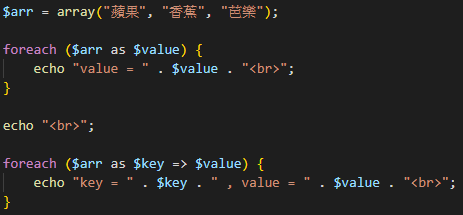 $arr = array("蘋果", "香蕉", "芭樂");
foreach ($arr as $value) {
    echo "value = " . $value . "<br>";
}
echo "<br>";
foreach ($arr as $key => $value) {
    echo "key = " . $key . " , value = " . $value . "<br>";
}